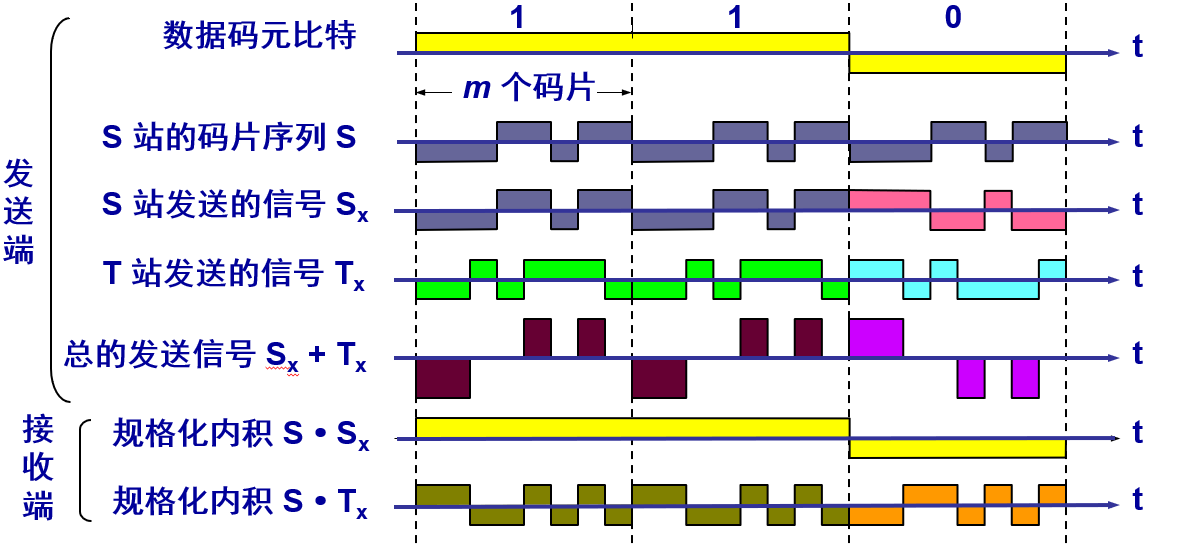 1 1 0
数据码元比特 t
m 个码片
S 站的码片序列 S t
S 站发送的信号 Sx t
T 站发送的信号 Tx t
总的发送信号 Sx + Tx t
规格化内积 S • Sx t
规格化内积 S • Tx t
发送端
接收端